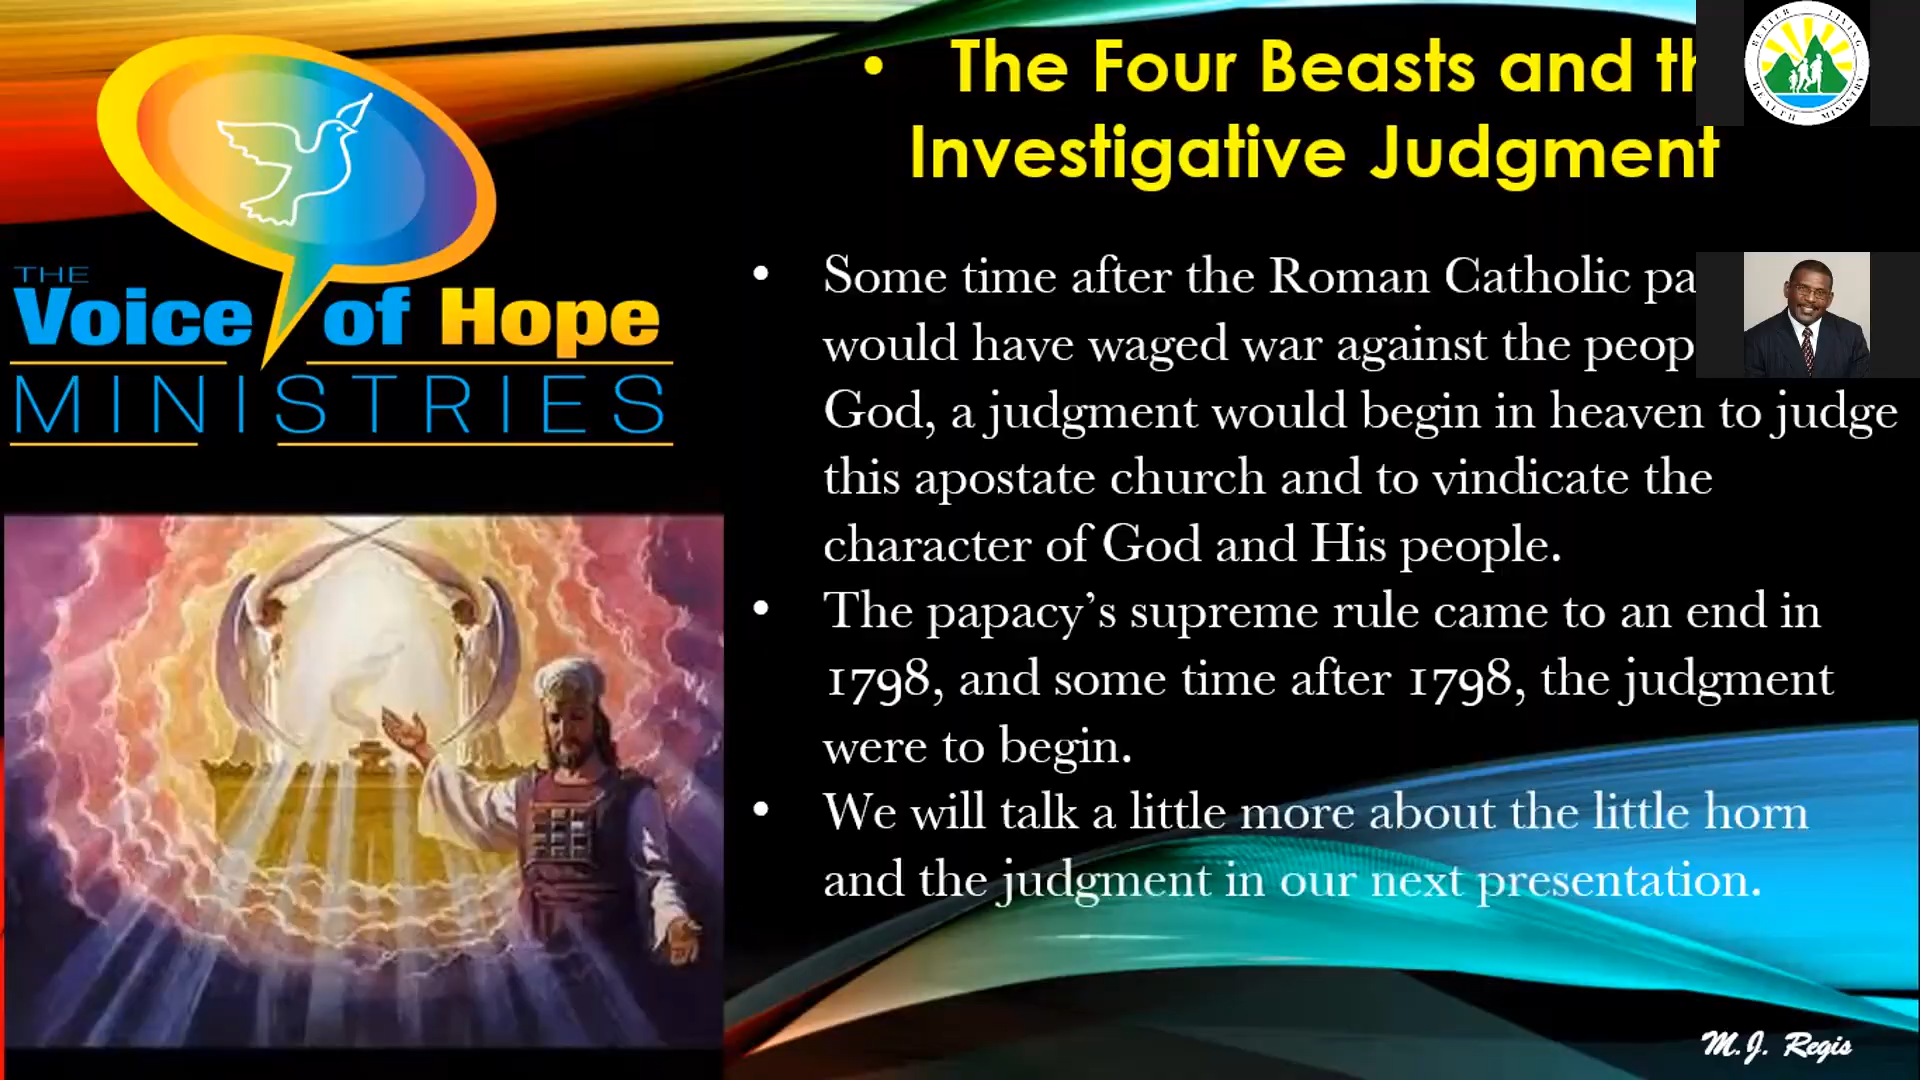 THE
Voice of Hope
MINISTRIES
• The Four Beasts and th
Investigative Judgment
BETTER LIVING
HEALTH MINISTRY
• Some time after the Roman Catholic pa
would have waged war against the peop
God, a judgment would begin in heaven to judge
this apostate church and to vindicate the
character of God and His people.
• The papacy’s supreme rule came to an end in
1798, and some time after 1798, the judgment
were to begin.
• We will talk a little more about the little horn
and the judgment in our next presentation.
M.J. Regis